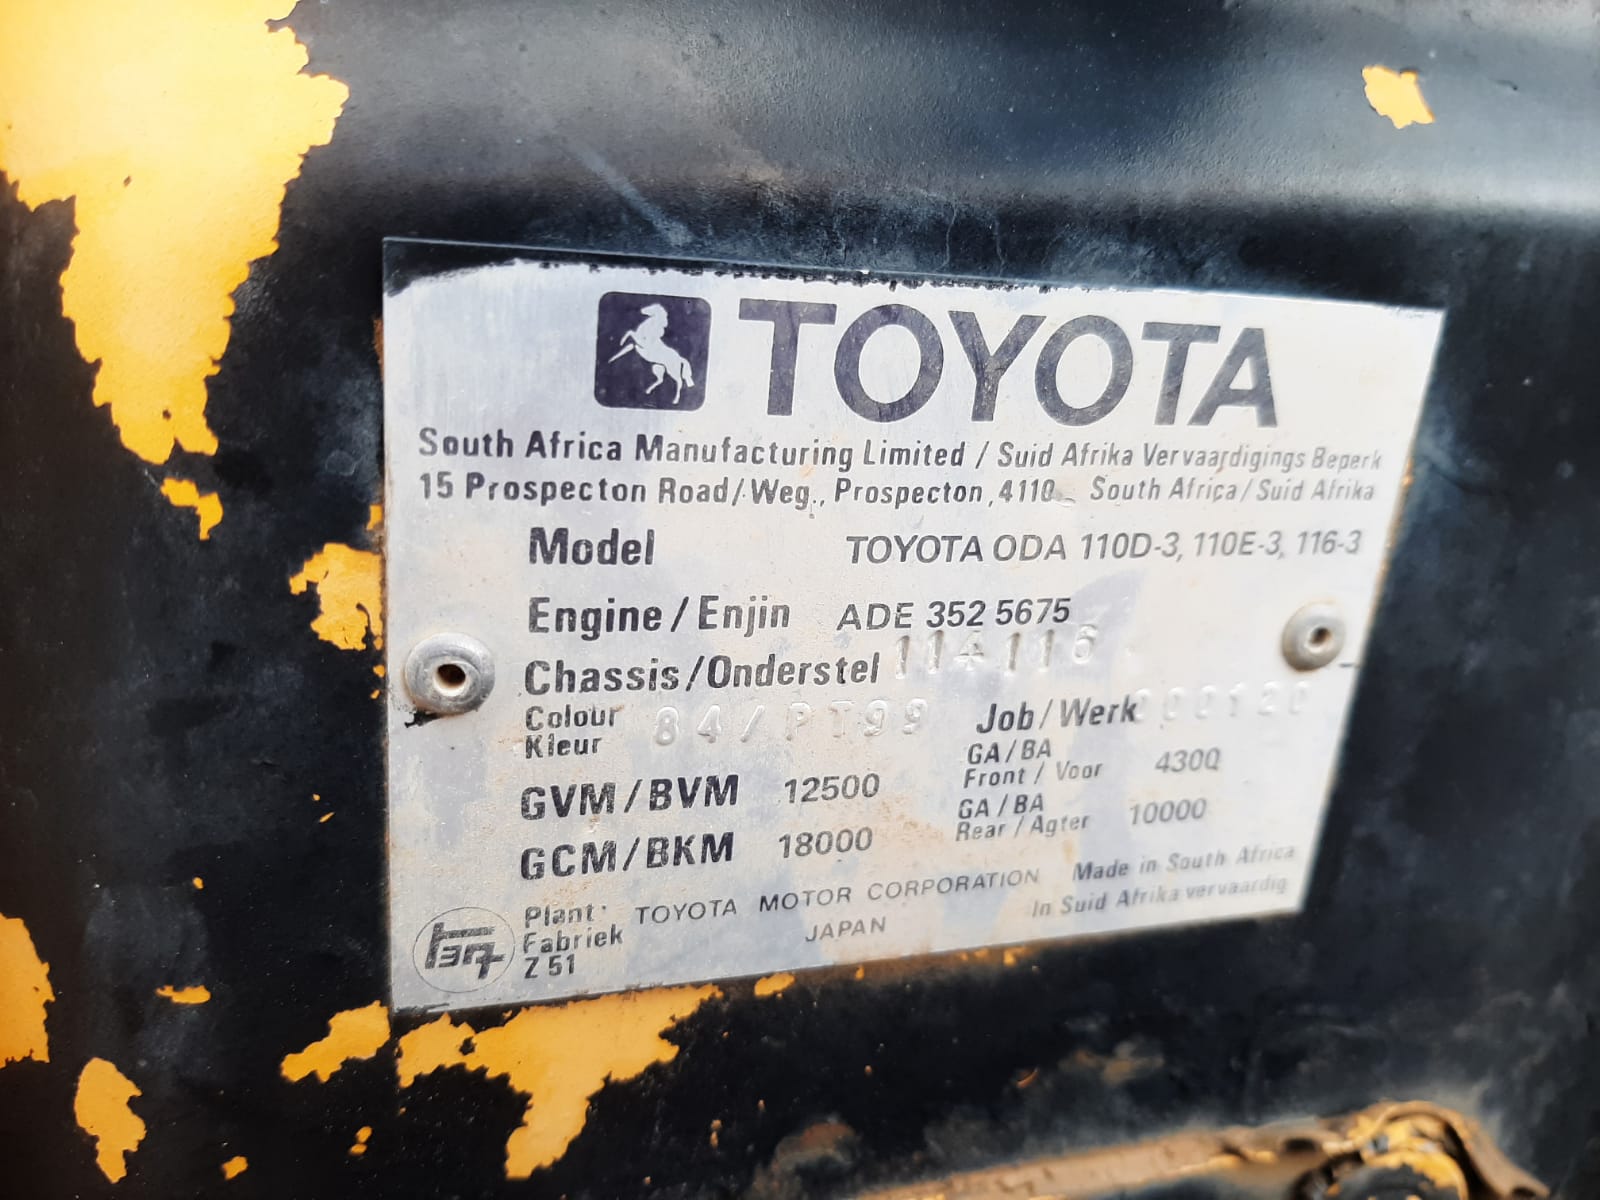 TOYOTA
South Africa Manufacturing Limited / Suid Afrika Vervaardigings Beperk
15 Prospecton Road/Weg., Prospecton, 4110 South Africa/Suid Afrika
Model TOYOTA ODA 110D-3, 110E-3, 116-3
Engine/Enjin ADE 352 5675
Chassis/Onderstel 114116
Colour
Kleur 84/PT99 Job/Werk 000120
GVM/BVM 12500 GA/BA
Front/Voor 4300
GCM/BKM 18000 GA/BA
Rear/Agter 10000
Plant: TOYOTA MOTOR CORPORATION Made in South Africa
Fabriek JAPAN In Suid Afrika vervaardig
Z 51